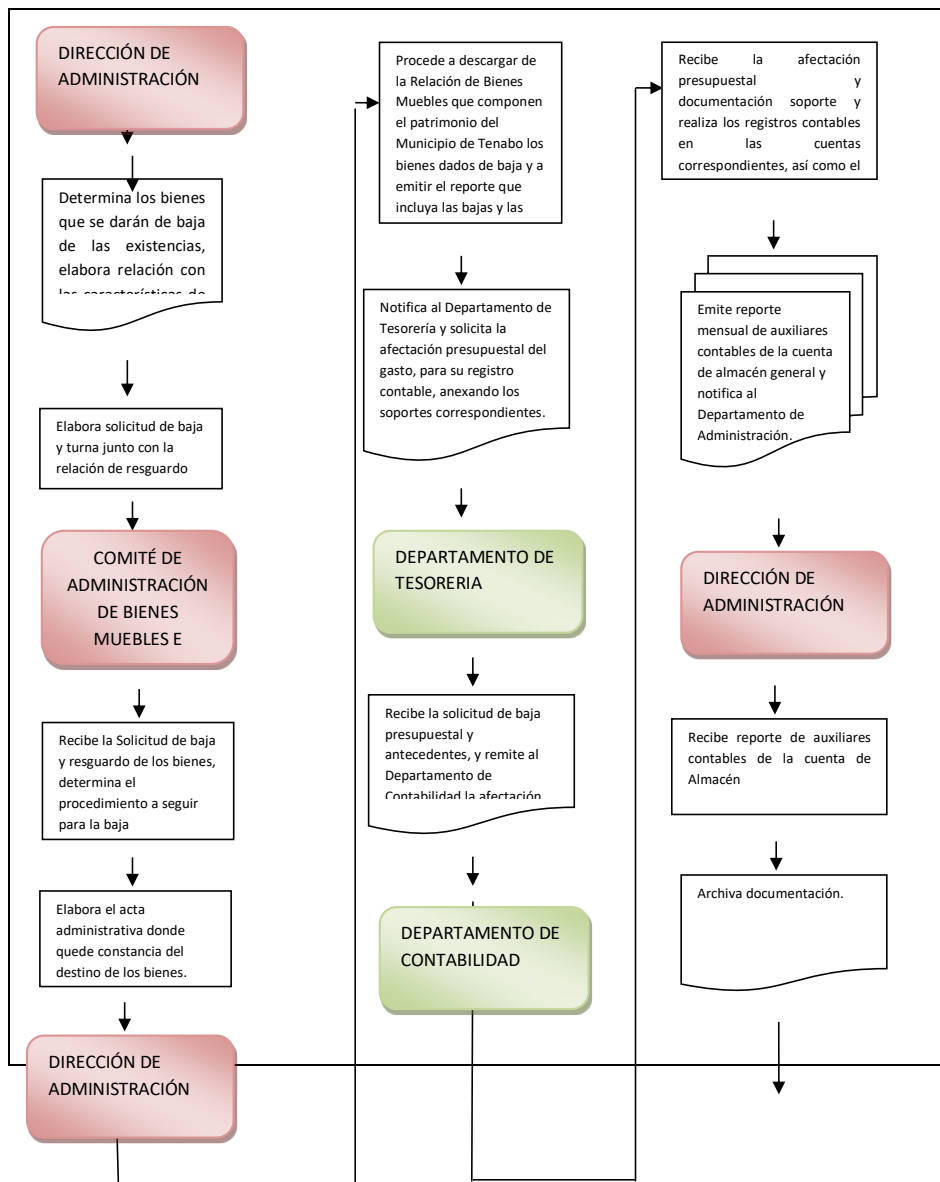 DIRECCIÓN DE
ADMINISTRACIÓN
Determina los bienes
que se darán de baja
de las existencias,
elabora relación con
las características de
Elabora solicitud de baja
y turna junto con la
relación de resguardo
COMITÉ DE
ADMINISTRACIÓN
DE BIENES
MUEBLES E
Recibe la Solicitud de baja
y resguardo de los bienes,
determina el
procedimiento a seguir
para la baja
Elabora el acta
administrativa donde
quede constancia del
destino de los bienes.
DIRECCIÓN DE
ADMINISTRACIÓN
Procede a descargar de
la Relación de Bienes
Muebles que componen
el patrimonio del
Municipio de Tenabo los
bienes dados de baja y a
emitir el reporte que
incluya las bajas y las
Notifica al Departamento de
Tesorería y solicita la
afectación presupuestal del
gasto, para su registro
contable, anexando los
soportes correspondientes.
DEPARTAMENTO DE
TESORERIA
Recibe la solicitud de baja
presupuestal y
antecedentes, y remite al
Departamento de
Contabilidad la afectación
DEPARTAMENTO DE
CONTABILIDAD
Recibe la afectación
presupuestal y
documentación soporte y
realiza los registros contables
en las cuentas
correspondientes, así como el
Emite reporte
mensual de auxiliares
contables de la cuenta
de almacén general y
notifica al
Departamento de
Administración.
DIRECCIÓN DE
ADMINISTRACIÓN
Recibe reporte de auxiliares
contables de la cuenta de
Almacén
Archiva documentación.